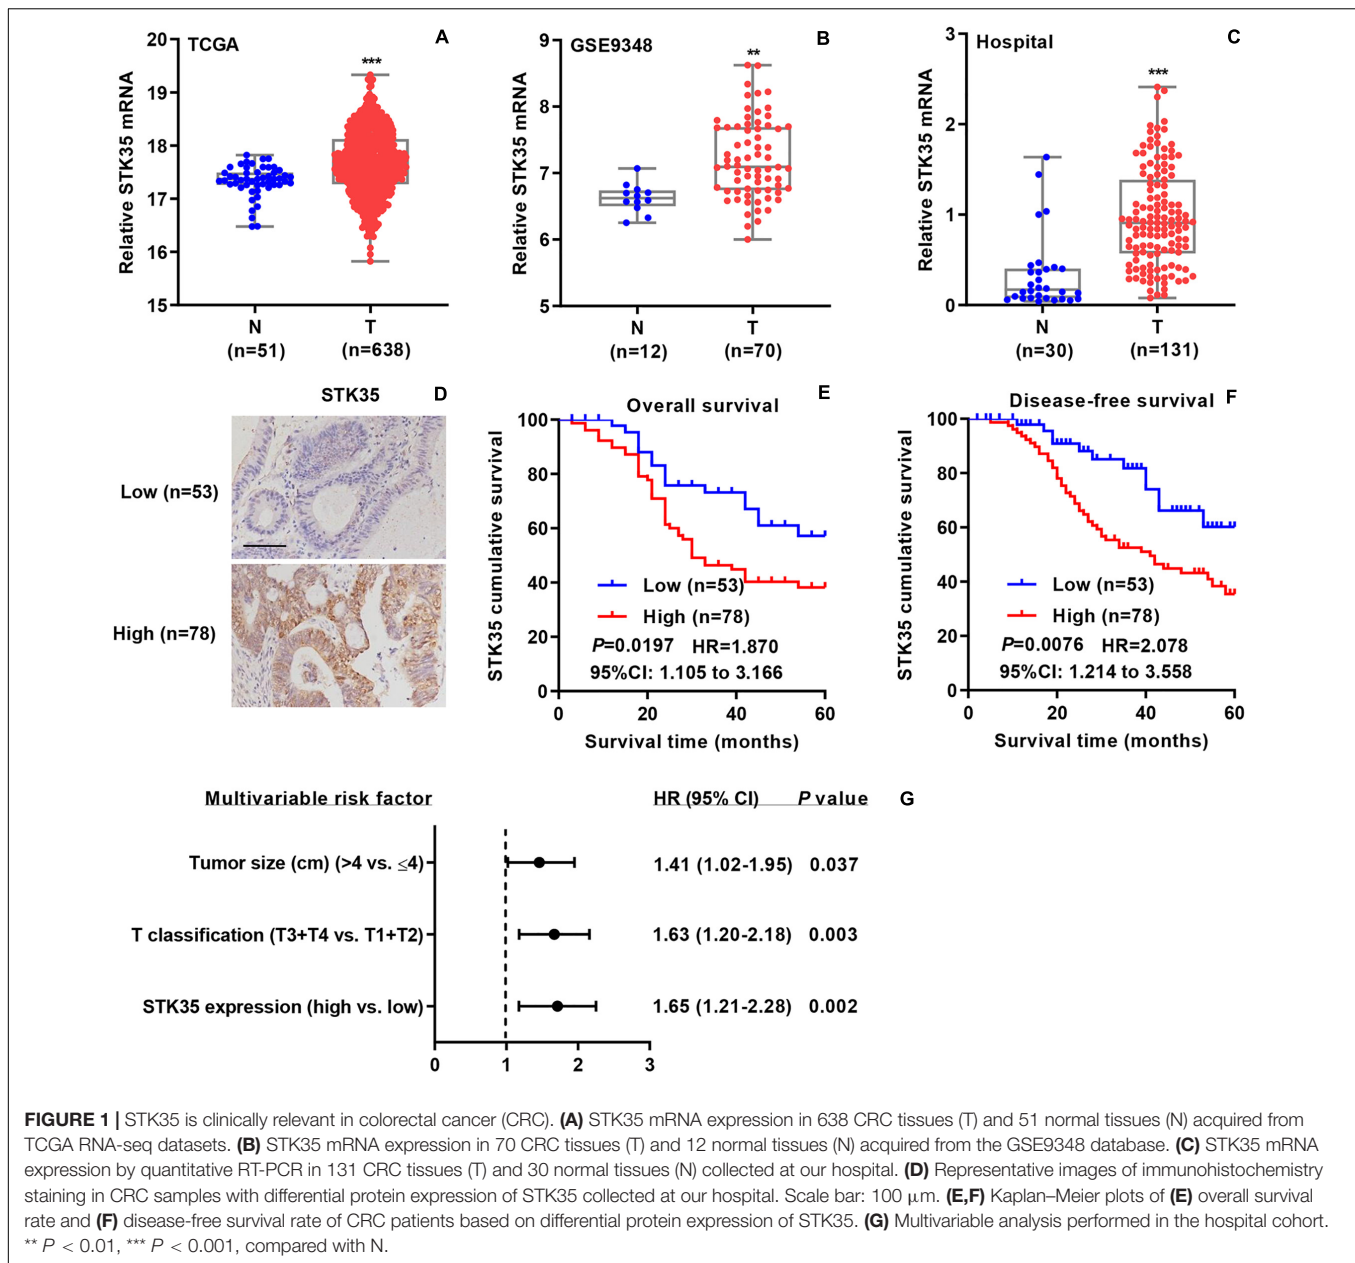 TCGA
A
***
Relative STK35 mRNA
20
19
18
17
16
15
N
T
(n=51)
(n=638)
GSE9348
B
**
Relative STK35 mRNA
9
8
7
6
5
N
T
(n=12)
(n=70)
Hospital
C
***
Relative STK35 mRNA
3
2
1
0
N
T
(n=30)
(n=131)
STK35
D
Low (n=53)
High (n=78)
E
Overall survival
STK35 cumulative survival
100
80
60
40
20
0
Low (n=53)
High (n=78)
P=0.0197 HR=1.870
95%CI: 1.105 to 3.166
0 20 40 60
Survival time (months)
F
Disease-free survival
STK35 cumulative survival
100
80
60
40
20
0
Low (n=53)
High (n=78)
P=0.0076 HR=2.078
95%CI: 1.214 to 3.558
0 20 40 60
Survival time (months)
Multivariable risk factor HR (95% CI) P value G
Tumor size (cm) (>4 vs. ≤4) 1.41 (1.02-1.95) 0.037
T classification (T3+T4 vs. T1+T2) 1.63 (1.20-2.18) 0.003
STK35 expression (high vs. low) 1.65 (1.21-2.28) 0.002
0 1 2 3
FIGURE 1 | STK35 is clinically relevant in colorectal cancer (CRC). (A) STK35 mRNA expression in 638 CRC tissues (T) and 51 normal tissues (N) acquired from
TCGA RNA-seq datasets. (B) STK35 mRNA expression in 70 CRC tissues (T) and 12 normal tissues (N) acquired from the GSE9348 database. (C) STK35 mRNA
expression by quantitative RT-PCR in 131 CRC tissues (T) and 30 normal tissues (N) collected at our hospital. (D) Representative images of immunohistochemistry
staining in CRC samples with differential protein expression of STK35 collected at our hospital. Scale bar: 100 μm. (E,F) Kaplan–Meier plots of (E) overall survival
rate and (F) disease-free survival rate of CRC patients based on differential protein expression of STK35. (G) Multivariable analysis performed in the hospital cohort.
** P < 0.01, *** P < 0.001, compared with N.